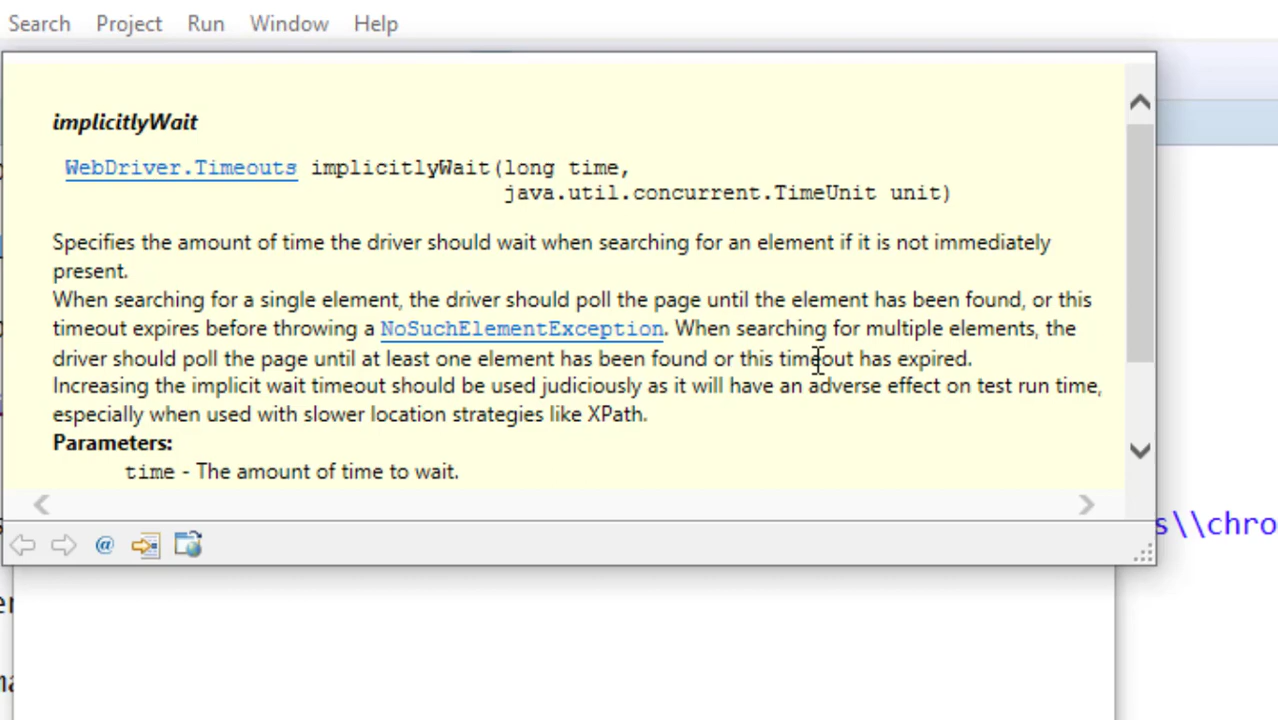 Search Project Run Window Help
implicitlyWait
WebDriver.Timeouts implicitlyWait(long time,
java.util.concurrent.TimeUnit unit)
Specifies the amount of time the driver should wait when searching for an element if it is not immediately
present.
When searching for a single element, the driver should poll the page until the element has been found, or this
timeout expires before throwing a NoSuchElementException. When searching for multiple elements, the
driver should poll the page until at least one element has been found or this timeout has expired.
Increasing the implicit wait timeout should be used judiciously as it will have an adverse effect on test run time,
especially when used with slower location strategies like XPath.
Parameters:
time - The amount of time to wait.
s\\chro